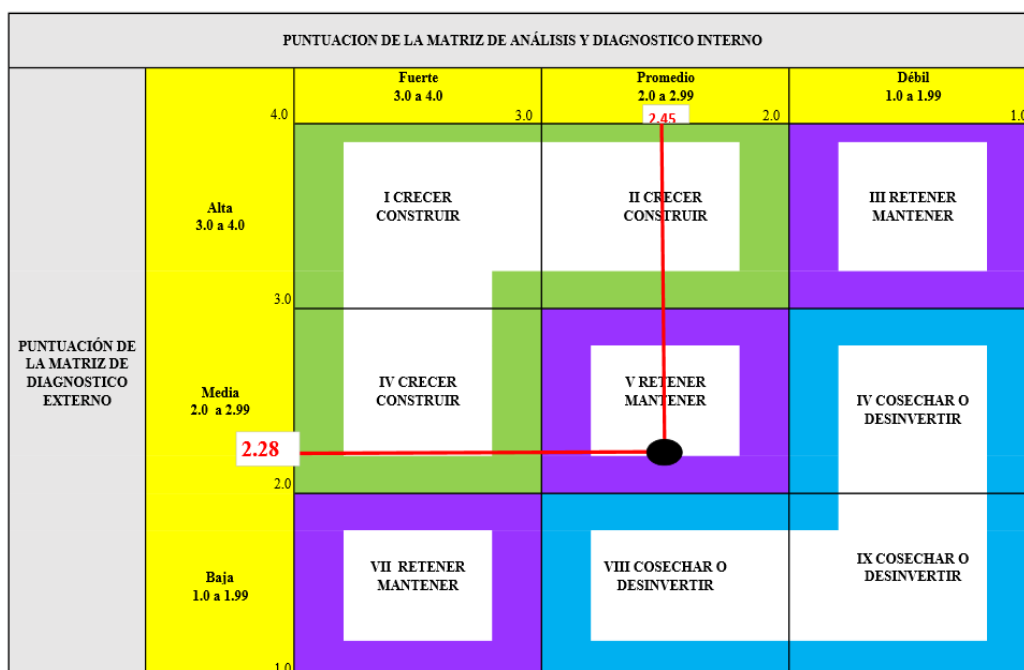 PUNTUACION DE LA MATRIZ DE ANÁLISIS Y DIAGNOSTICO INTERNO
Fuerte
3.0 a 4.0
Promedio
2.0 a 2.99
Débil
1.0 a 1.99
4.0
3.0
2.45
2.0
1.0
Alta
3.0 a 4.0
I CRECER
CONSTRUIR
II CRECER
CONSTRUIR
III RETENER
MANTENER
3.0
PUNTUACIÓN DE
LA MATRIZ DE
DIAGNOSTICO
EXTERNO
Media
2.0 a 2.99
IV CRECER
CONSTRUIR
V RETENER
MANTENER
IV COSECHAR O
DESINVERTIR
2.28
2.0
Baja
1.0 a 1.99
VII RETENER
MANTENER
VIII COSECHAR O
DESINVERTIR
IX COSECHAR O
DESINVERTIR
1.0